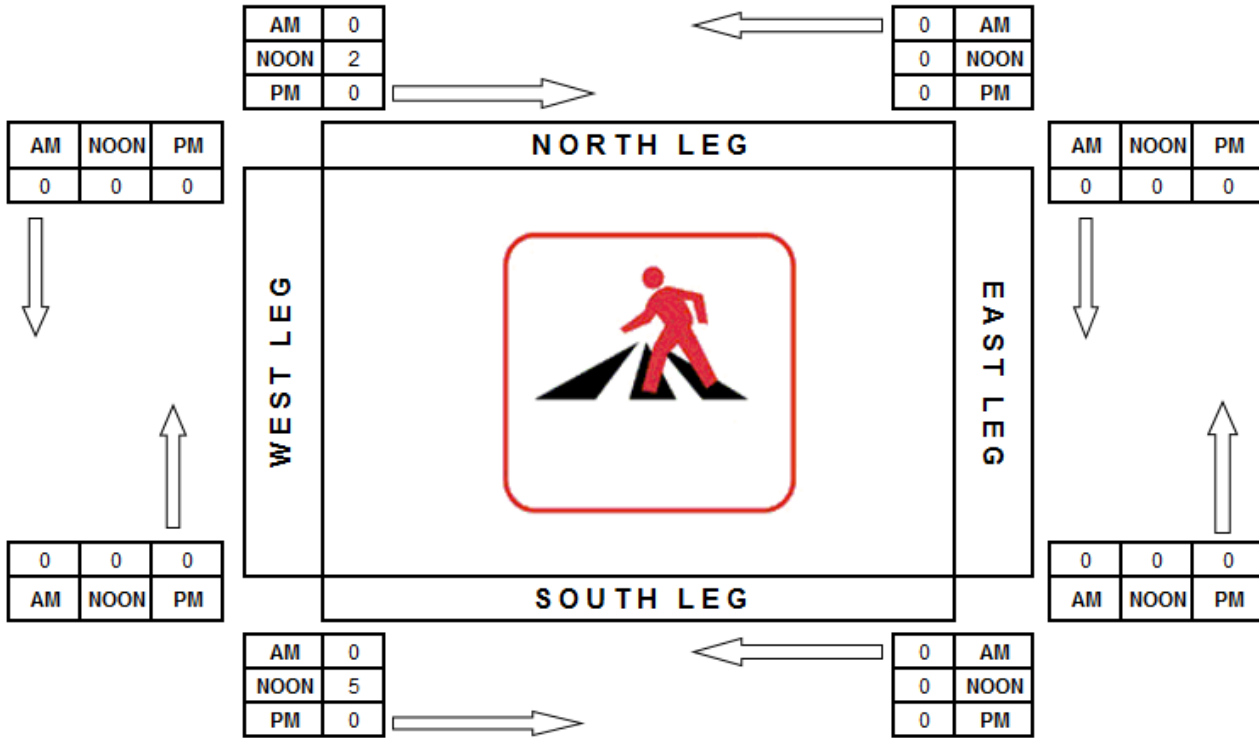 AM 0
NOON 2
PM 0
0 AM
0 NOON
0 PM
AM NOON PM
0 0 0
NORTH LEG
AM NOON PM
0 0 0
WEST LEG
EAST LEG
0 0 0
AM NOON PM
SOUTH LEG
0 0 0
AM NOON PM
AM 0
NOON 5
PM 0
0 AM
0 NOON
0 PM